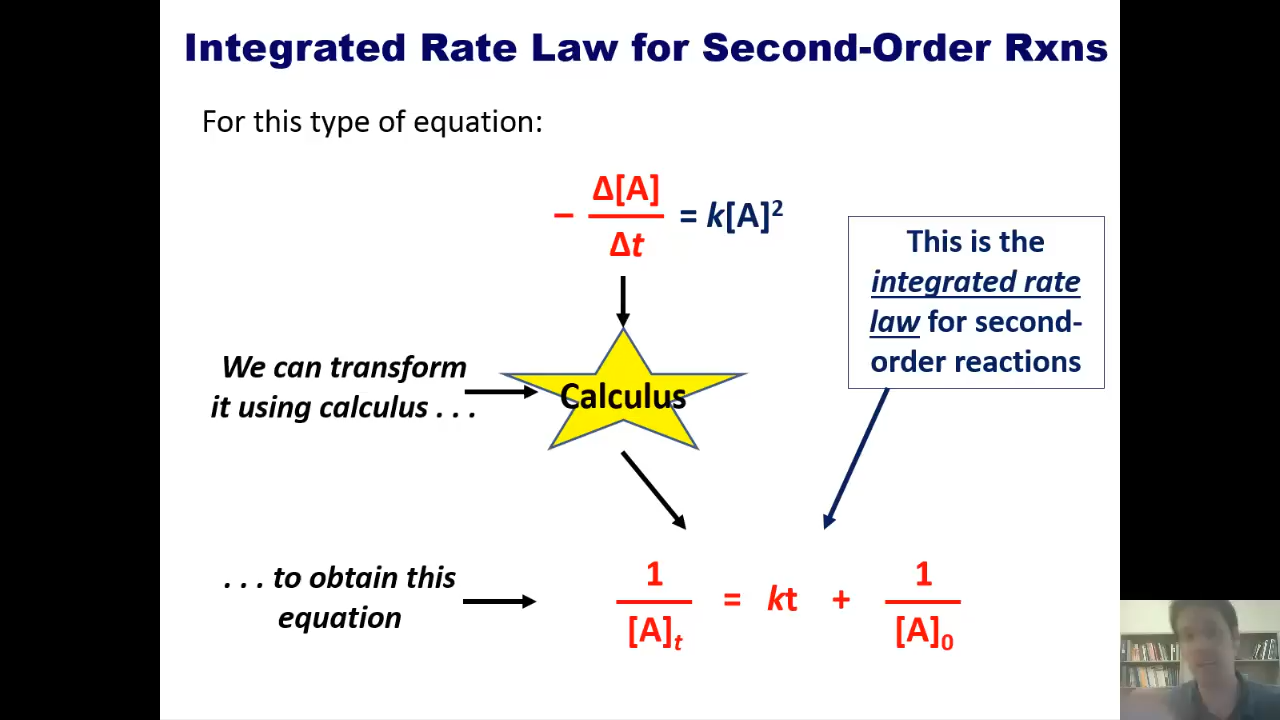 Integrated Rate Law for Second-Order Rxns
For this type of equation:
− Δ[A] / Δt = k[A]²
This is the
integrated rate
law for second-
order reactions
We can transform
it using calculus . . .
Calculus
. . . to obtain this
equation
1 / [A]ₜ = kt + 1 / [A]₀